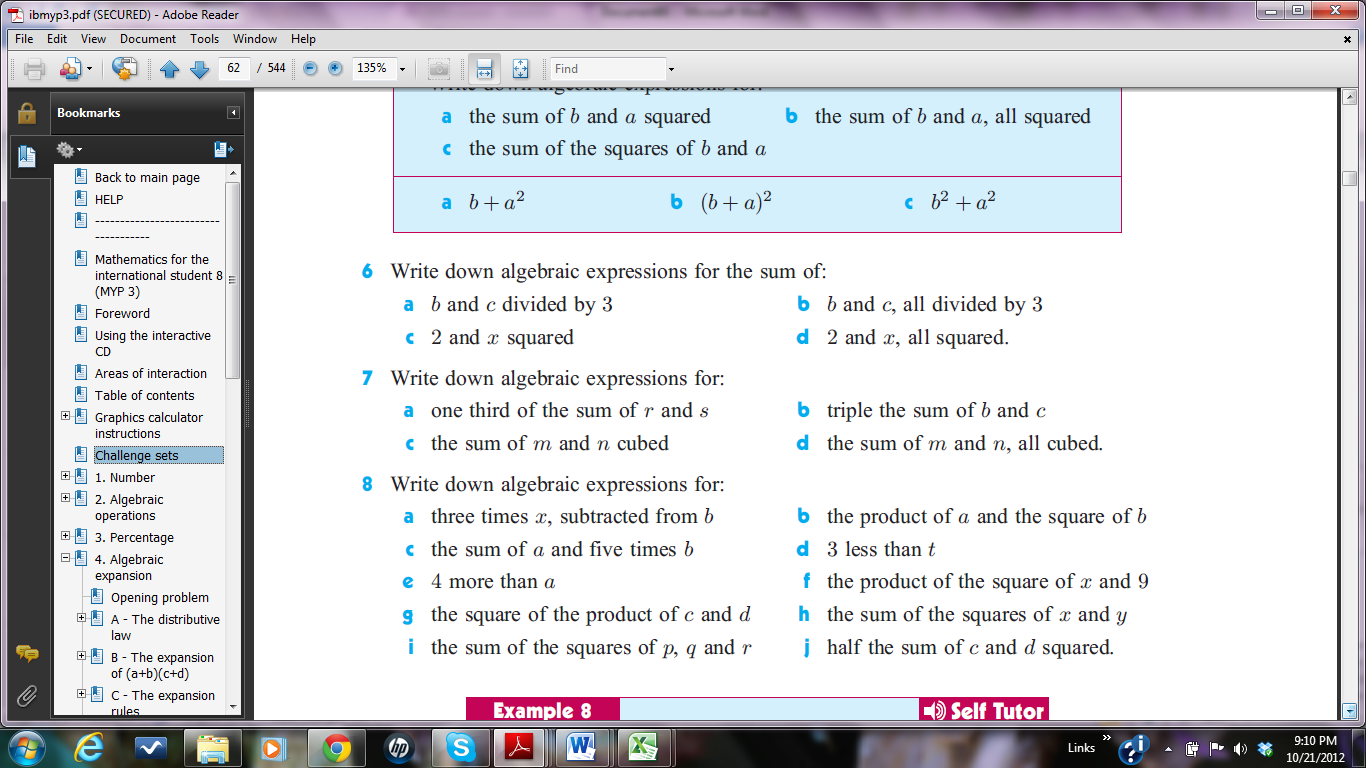 ibmyp3.pdf (SECURED) - Adobe Reader
File Edit View Document Tools Window Help
62 / 544 135% Find
Bookmarks
Back to main page
HELP
-------------------------
-----------
Mathematics for the
international student 8
(MYP 3)
Foreword
Using the interactive
CD
Areas of interaction
Table of contents
Graphics calculator
instructions
Challenge sets
1. Number
2. Algebraic
operations
3. Percentage
4. Algebraic
expansion
Opening problem
A - The distributive
law
B - The expansion
of (a+b)(c+d)
C - The expansion
rules
a the sum of b and a squared b the sum of b and a, all squared
c the sum of the squares of b and a
a b + a² b (b + a)² c b² + a²
6 Write down algebraic expressions for the sum of:
a b and c divided by 3 b b and c, all divided by 3
c 2 and x squared d 2 and x, all squared.
7 Write down algebraic expressions for:
a one third of the sum of r and s b triple the sum of b and c
c the sum of m and n cubed d the sum of m and n, all cubed.
8 Write down algebraic expressions for:
a three times x, subtracted from b b the product of a and the square of b
c the sum of a and five times b d 3 less than t
e 4 more than a f the product of the square of x and 9
g the square of the product of c and d h the sum of the squares of x and y
i the sum of the squares of p, q and r j half the sum of c and d squared.
Example 8 Self Tutor
Links » 9:10 PM
10/21/2012